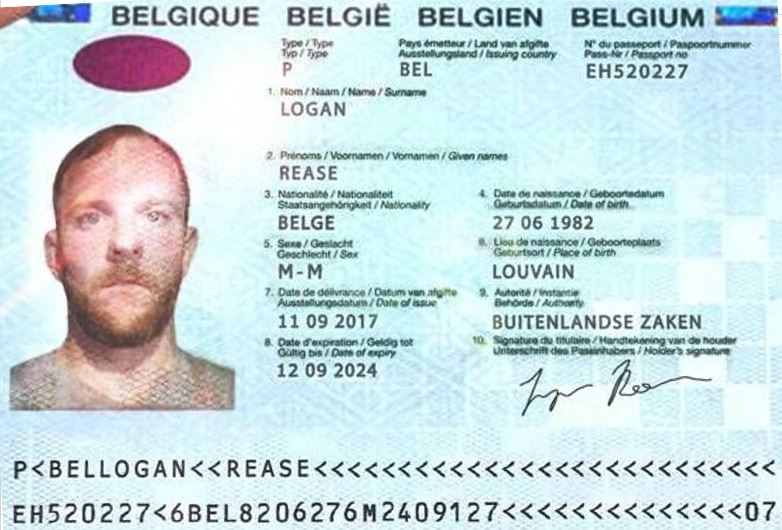 BELGIQUE BELGIË BELGIEN BELGIUM
Type / Type Pays émetteur / Land van afgifte N° du passeport / Paspoortnummer
Typ / Type Ausstellungsland / Issuing country Pass-Nr / Passport no
P BEL EH520227
1. Nom / Naam / Name / Surname
LOGAN
2. Prénoms / Voornamen / Vornamen / Given names
REASE
3. Nationalité / Nationaliteit 4. Date de naissance / Geboortedatum
Staatsangehörigkeit / Nationality Geburtsdatum / Date of birth
BELGE 27 06 1982
5. Sexe / Geslacht 6. Lieu de naissance / Geboorteplaats
Geschlecht / Sex Geburtsort / Place of birth
M-M LOUVAIN
7. Date de délivrance / Datum van afgifte 9. Autorité / Instantie
Ausstellungsdatum / Date of issue Behörde / Authority
11 09 2017 BUITENLANDSE ZAKEN
8. Date d'expiration / Geldig tot 10. Signature du titulaire / Handtekening van de houder
Gültig bis / Date of expiry Unterschrift des Passinhabers / Holder's signature
12 09 2024
P<BELLOGAN<<REASE<<<<<<<<<<<<<<<<<<<<<<<<<<<
EH520227<6BEL8206276M2409127<<<<<<<<<<<<<<07